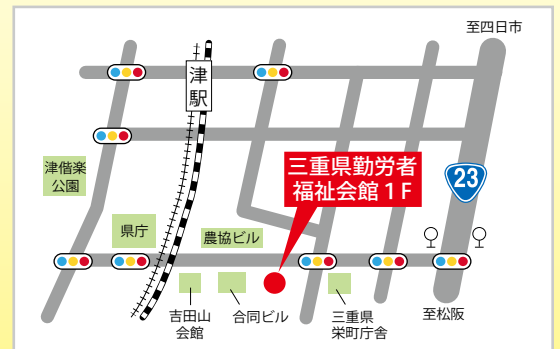 至四日市
津
駅
津偕楽
公園
三重県勤労者
福祉会館1F
23
県庁
農協ビル
吉田山
会館
合同ビル
三重県
栄町庁舎
至松阪